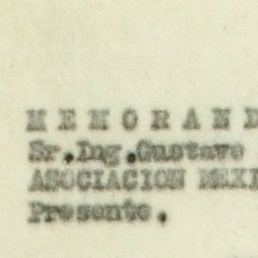 M E M O R A N D
Sr.Ing.Gustavo
ASOCIACION MEXI
Presente.